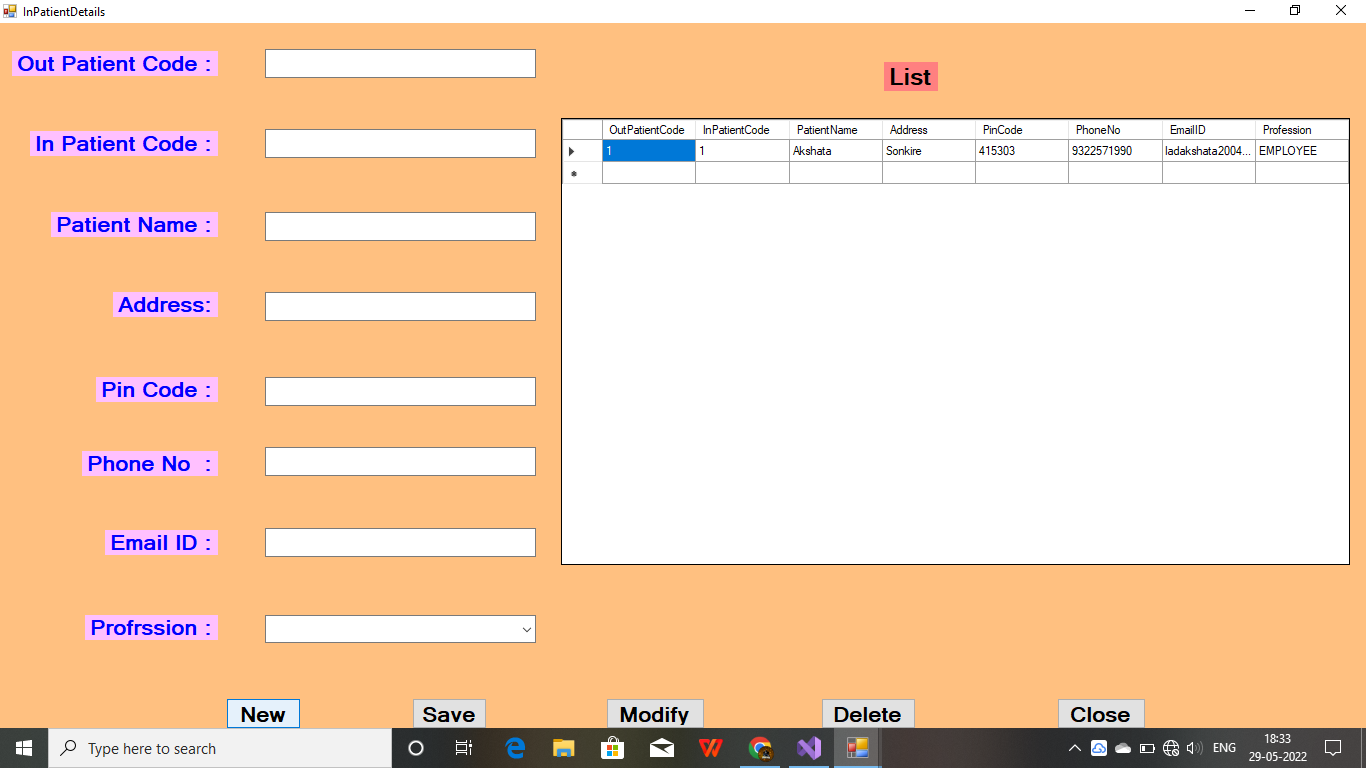 InPatientDetails
Out Patient Code :
In Patient Code :
Patient Name :
Address:
Pin Code :
Phone No :
Email ID :
Profrssion :
List
OutPatientCode InPatientCode PatientName Address PinCode PhoneNo EmailID Profession
1 1 Akshata Sonkire 415303 9322571990 ladakshata2004... EMPLOYEE
New Save Modify Delete Close
Type here to search
ENG
18:33
29-05-2022